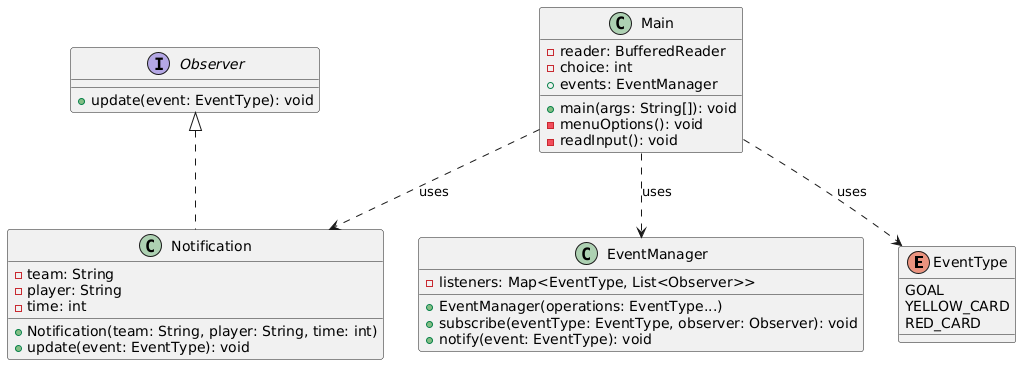 I Observer
update(event: EventType): void
C Main
reader: BufferedReader
choice: int
events: EventManager
main(args: String[]): void
menuOptions(): void
readInput(): void
uses
uses
uses
C Notification
team: String
player: String
time: int
Notification(team: String, player: String, time: int)
update(event: EventType): void
C EventManager
listeners: Map<EventType, List<Observer>>
EventManager(operations: EventType...)
subscribe(eventType: EventType, observer: Observer): void
notify(event: EventType): void
E EventType
GOAL
YELLOW_CARD
RED_CARD